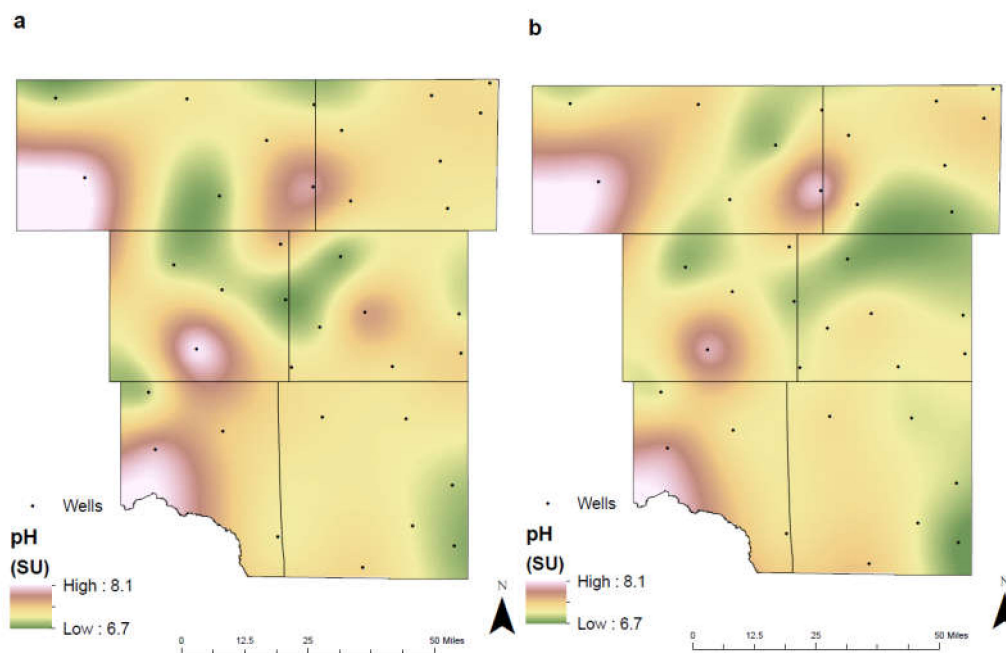 a
b
Wells
pH
(SU)
High : 8.1
Low : 6.7
N
0 12.5 25 50 Miles
Wells
pH
(SU)
High : 8.1
Low : 6.7
N
0 12.5 25 50 Miles